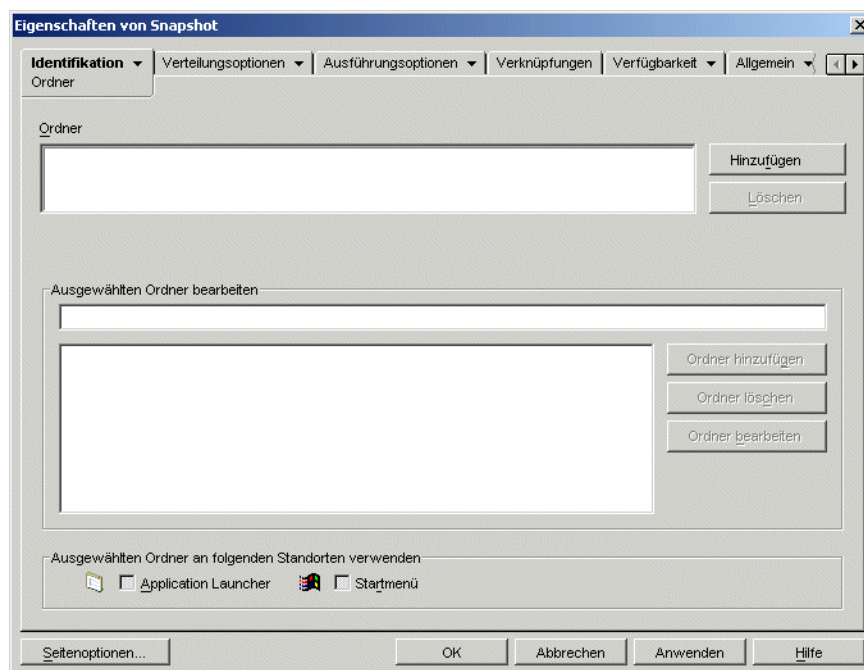 Eigenschaften von Snapshot
Identifikation
Verteilungsoptionen
Ausführungsoptionen
Verknüpfungen
Verfügbarkeit
Allgemein
Ordner
Ordner
Hinzufügen
Löschen
Ausgewählten Ordner bearbeiten
Ordner hinzufügen
Ordner löschen
Ordner bearbeiten
Ausgewählten Ordner an folgenden Standorten verwenden
Application Launcher
Startmenü
Seitenoptionen...
OK
Abbrechen
Anwenden
Hilfe